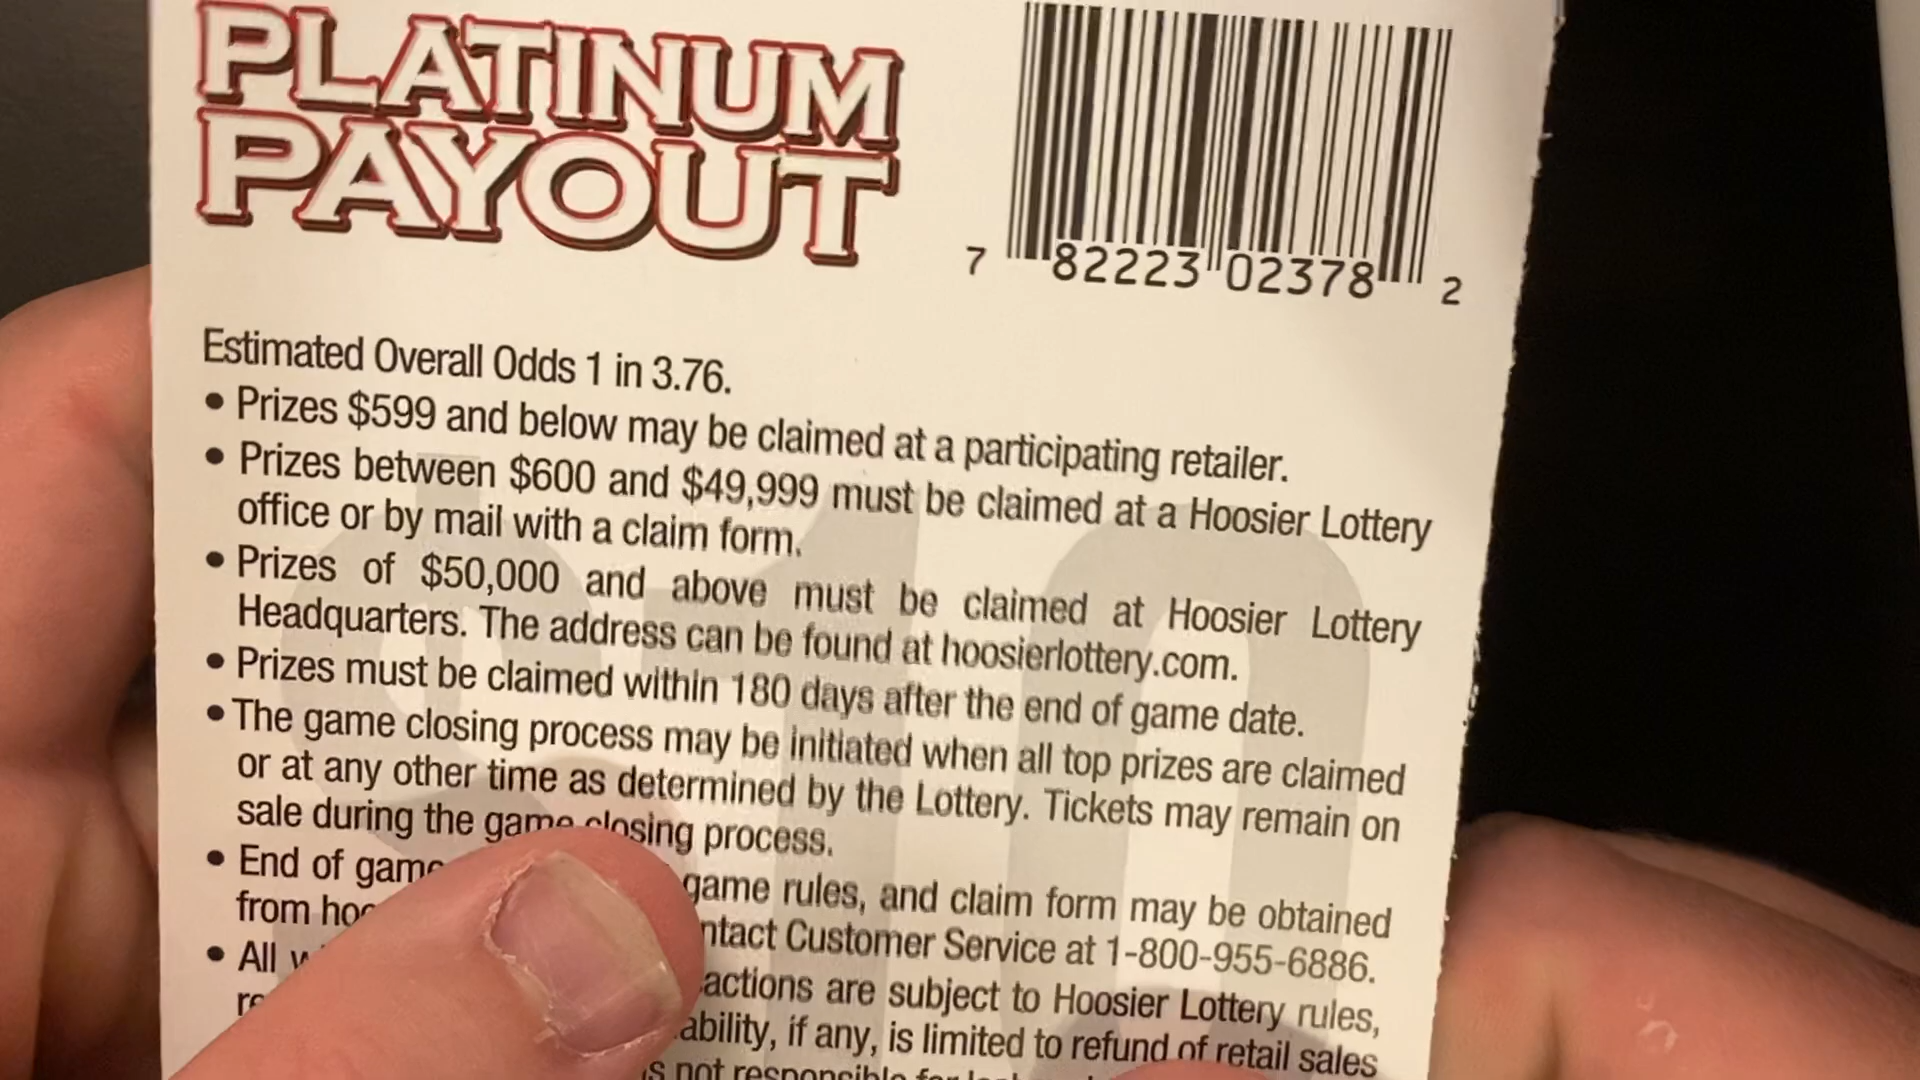 PLATINUM
PAYOUT
7 82223 02378 2
Estimated Overall Odds 1 in 3.76.
• Prizes $599 and below may be claimed at a participating retailer.
• Prizes between $600 and $49,999 must be claimed at a Hoosier Lottery
office or by mail with a claim form.
• Prizes of $50,000 and above must be claimed at Hoosier Lottery
Headquarters. The address can be found at hoosierlottery.com.
• Prizes must be claimed within 180 days after the end of game date.
• The game closing process may be initiated when all top prizes are claimed
or at any other time as determined by the Lottery. Tickets may remain on
sale during the game closing process.
• End of game game rules, and claim form may be obtained
from Customer Service at 1-800-955-6886.
• All are subject to Hoosier Lottery rules,
if any, is limited to refund of retail sales
not responsible
$10